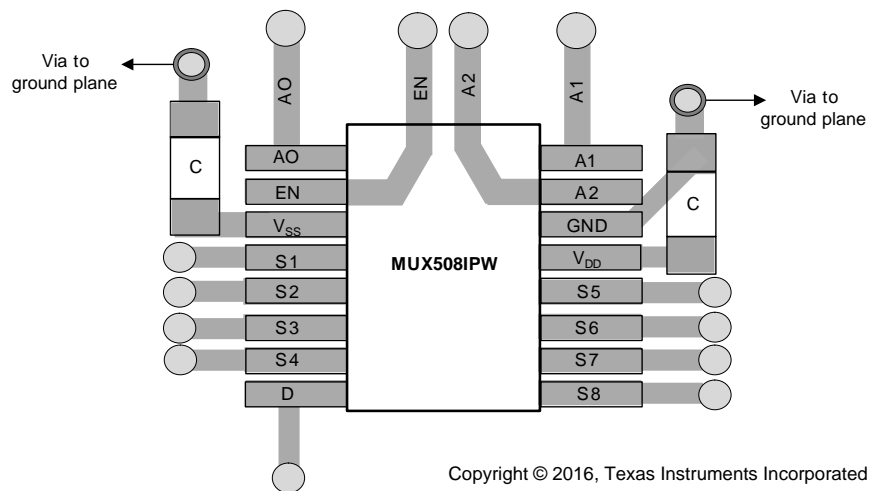 Via to
ground plane
AO
EN
A2
A1
Via to
ground plane
C
AO
EN
VSS
S1
S2
S3
S4
D
MUX508IPW
A1
A2
GND
VDD
S5
S6
S7
S8
C
Copyright © 2016, Texas Instruments Incorporated